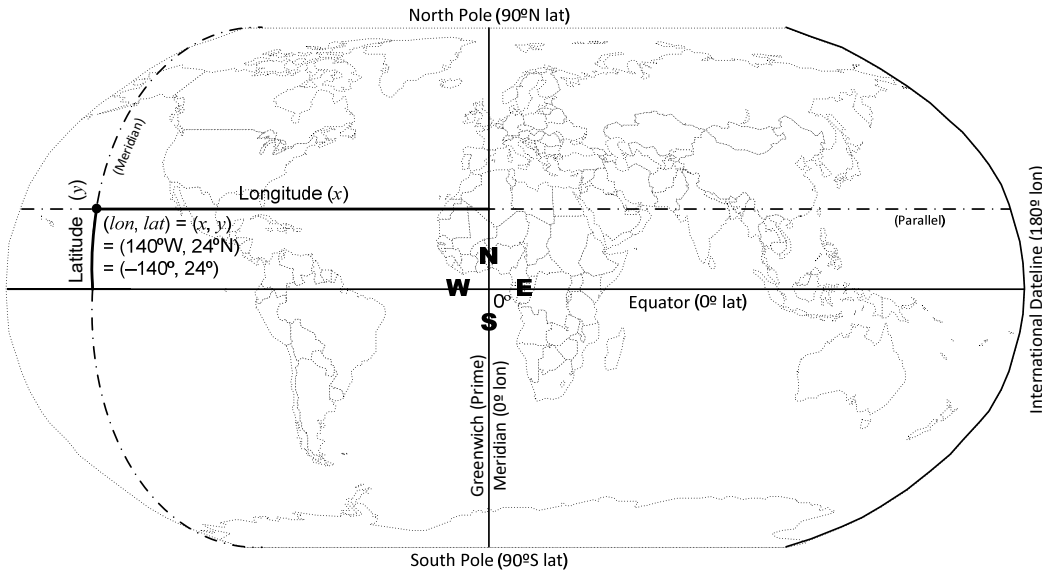 North Pole (90ºN lat)
(Meridian)
Longitude (x)
Latitude (y)
(lon, lat) = (x, y)
= (140ºW, 24ºN)
= (–140º, 24º)
(Parallel)
N
W E
0º
S
Equator (0º lat)
Greenwich (Prime)
Meridian (0º lon)
International Dateline (180º lon)
South Pole (90ºS lat)